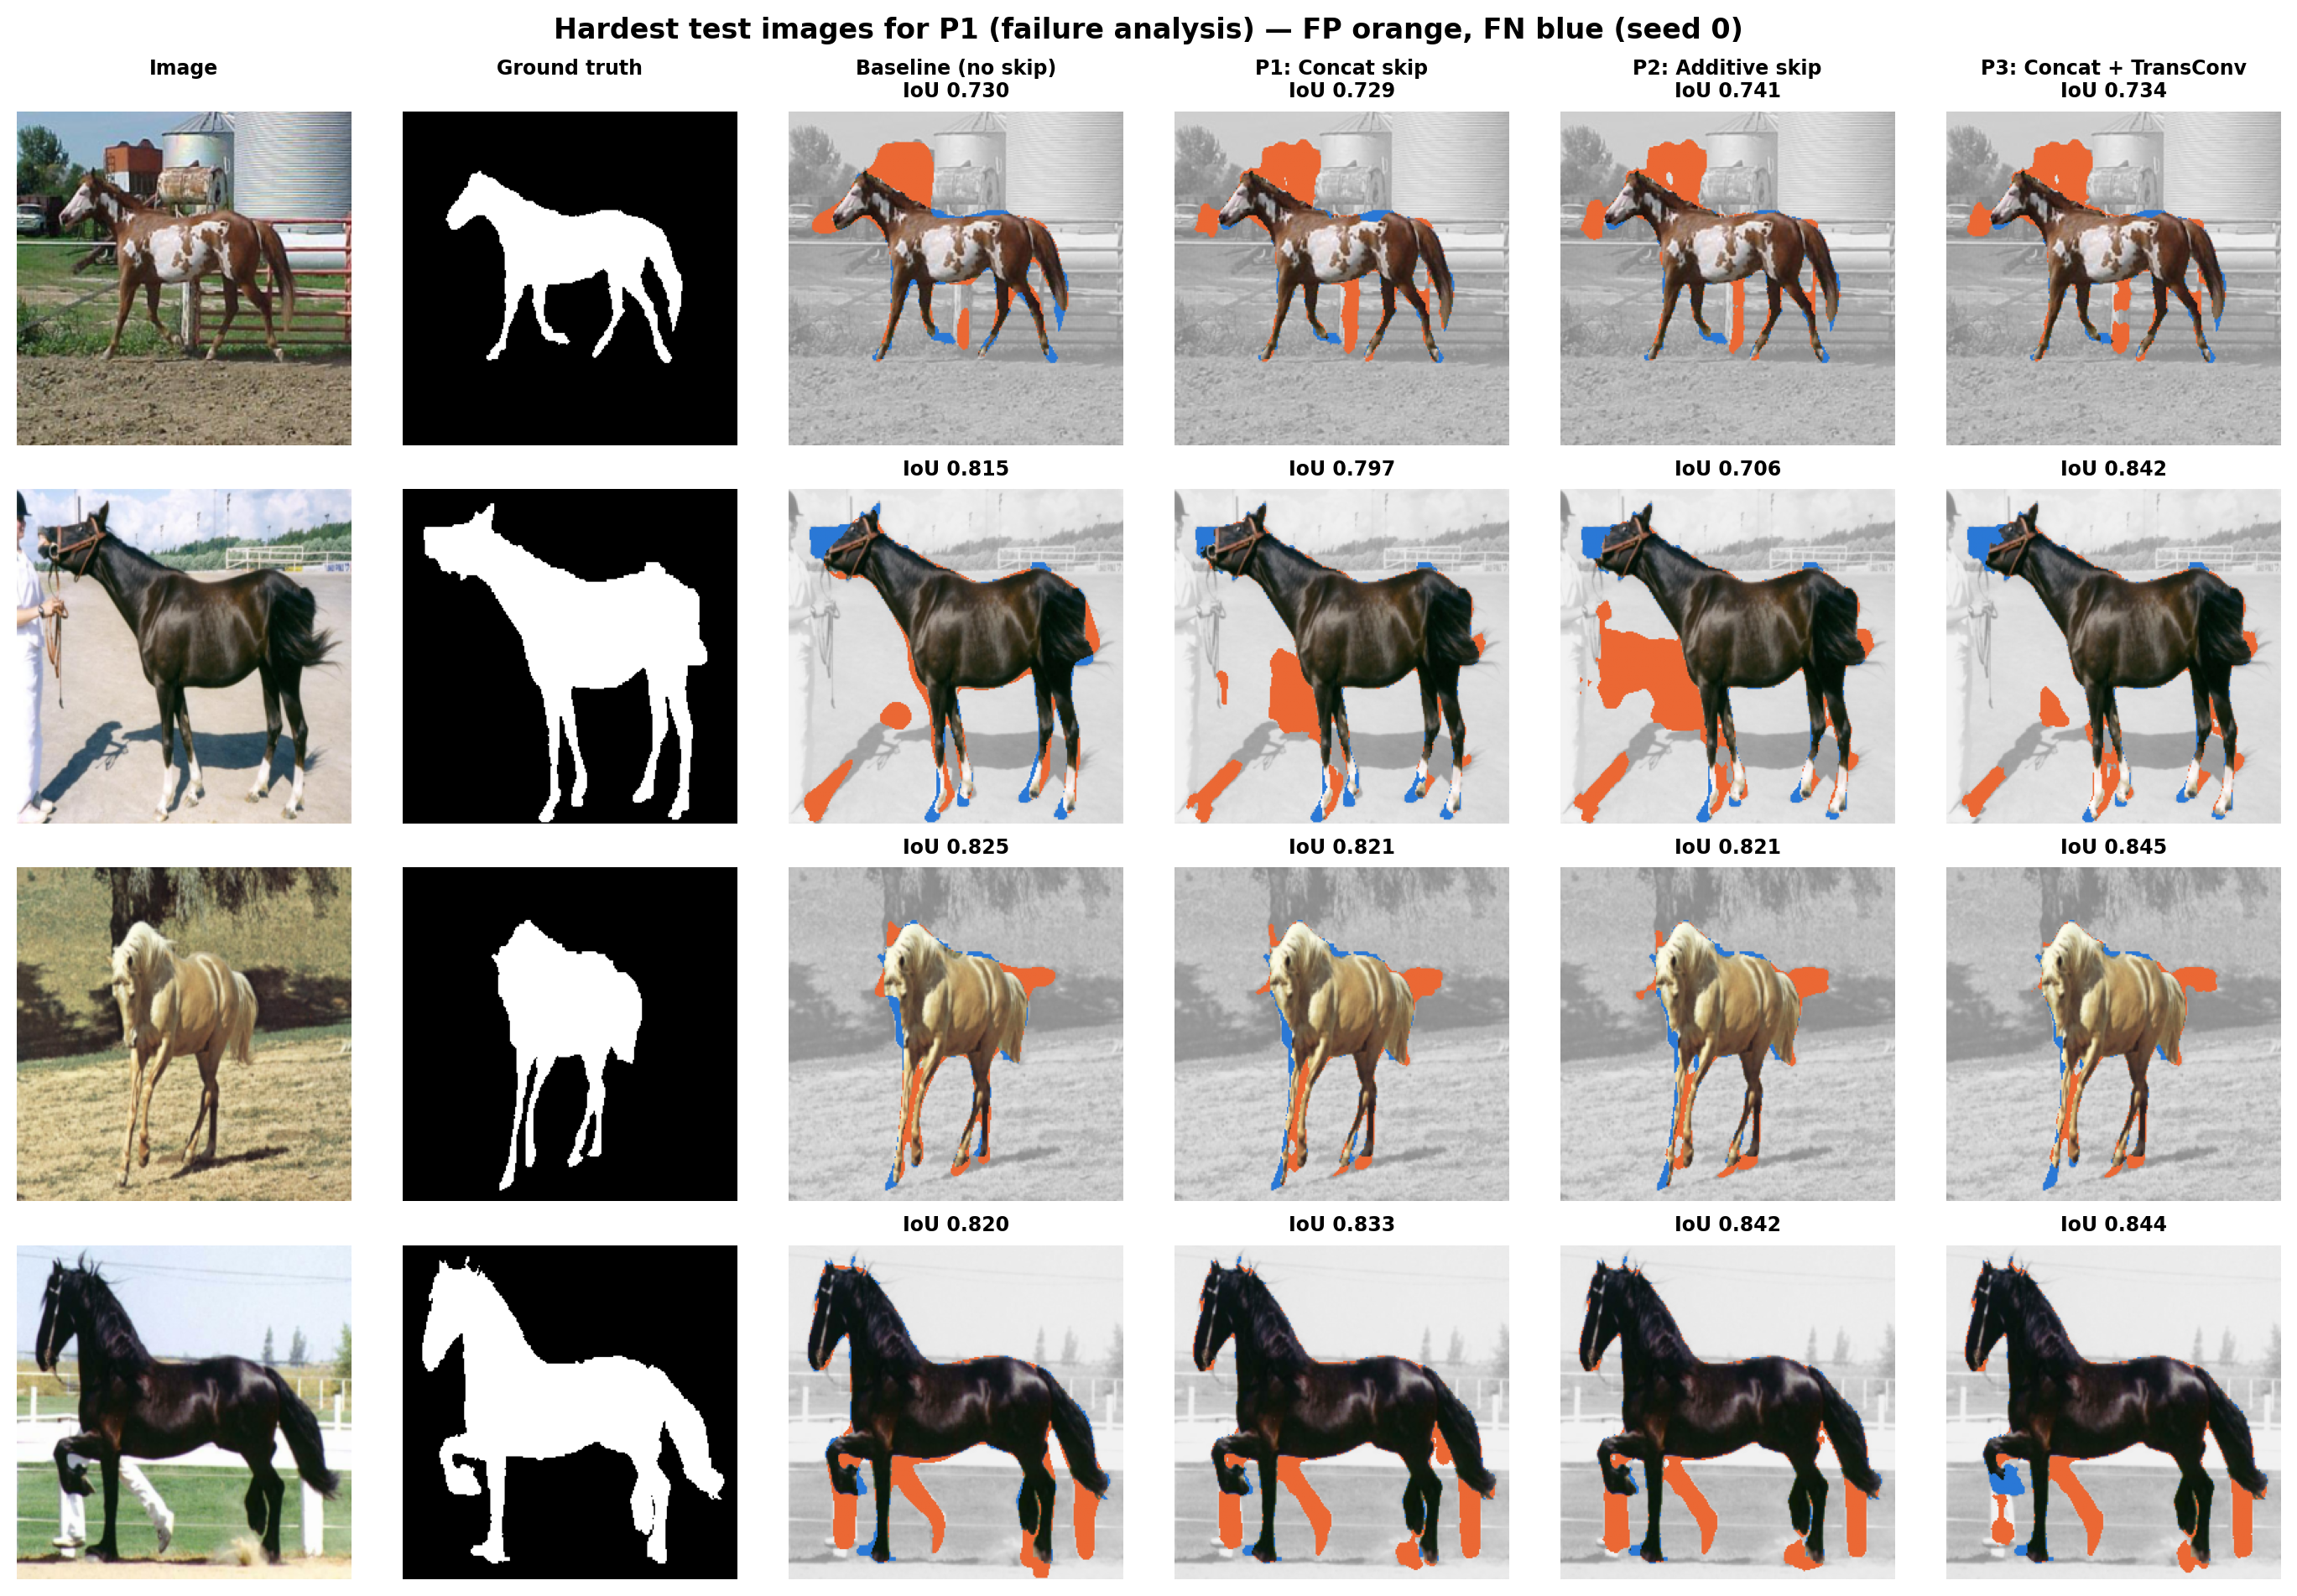 Hardest test images for P1 (failure analysis) — FP orange, FN blue (seed 0)
Image
Ground truth
Baseline (no skip)
IoU 0.730
P1: Concat skip
IoU 0.729
P2: Additive skip
IoU 0.741
P3: Concat + TransConv
IoU 0.734
IoU 0.815
IoU 0.797
IoU 0.706
IoU 0.842
IoU 0.825
IoU 0.821
IoU 0.821
IoU 0.845
IoU 0.820
IoU 0.833
IoU 0.842
IoU 0.844